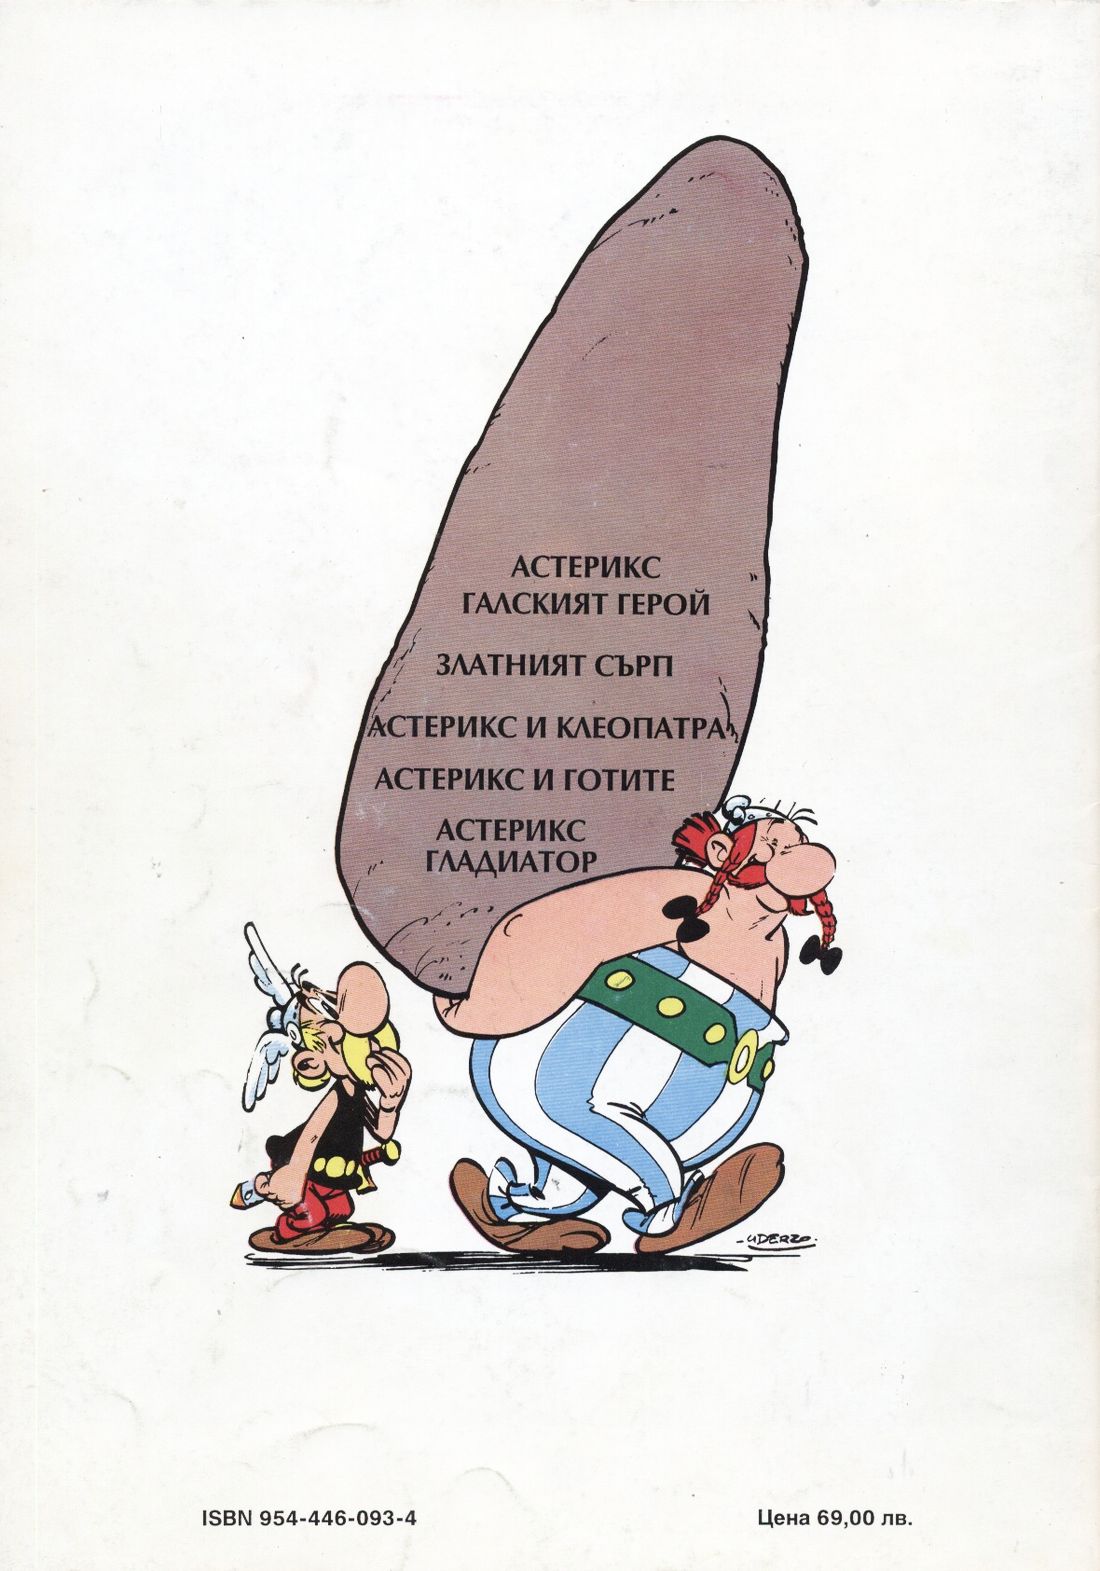 АСТЕРИКС
ГАЛСКИЯТ ГЕРОЙ
ЗЛАТНИЯТ СЪРП
АСТЕРИКС И КЛЕОПАТРА
АСТЕРИКС И ГОТИТЕ
АСТЕРИКС
ГЛАДИАТОР
-UDERZO-
ISBN 954-446-093-4
Цена 69,00 лв.